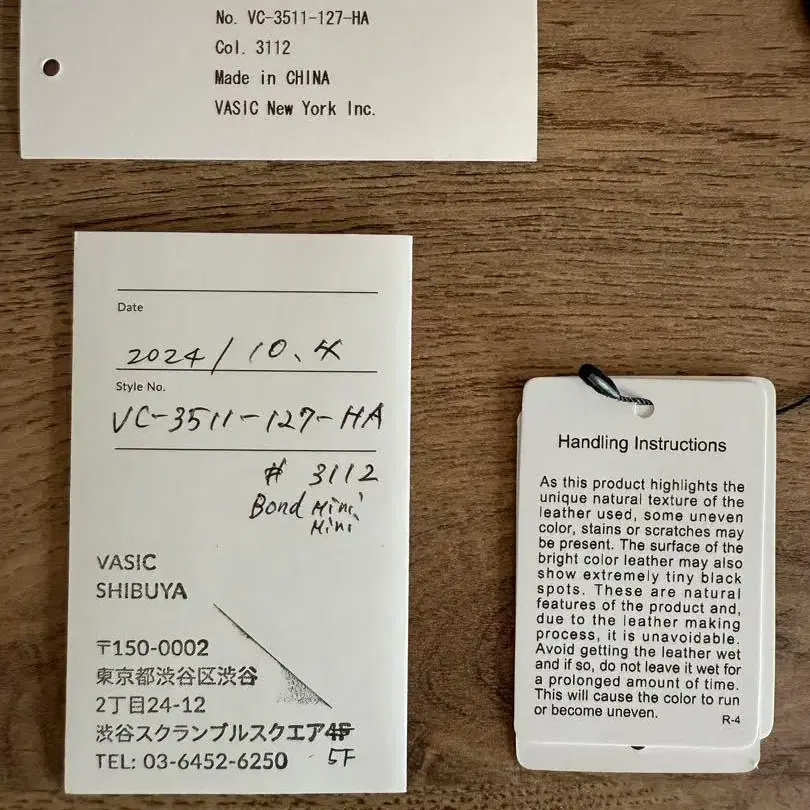 No. VC-3511-127-HA
Col. 3112
Made in CHINA
VASIC New York Inc.
Date
2024/10.4
Style No.
VC-3511-127-HA
# 3112
Bond Mini
Mini
VASIC
SHIBUYA
〒150-0002
東京都渋谷区渋谷
2丁目24-12
渋谷スクランブルスクエア4F
TEL: 03-6452-6250
5F
Handling Instructions
As this product highlights the
unique natural texture of the
leather used, some uneven
color, stains or scratches may
be present. The surface of the
bright color leather may also
show extremely tiny black
spots. These are natural
features of the product and,
due to the leather making
process, it is unavoidable.
Avoid getting the leather wet
and if so, do not leave it wet for
a prolonged amount of time.
This will cause the color to run
or become uneven.
R-4